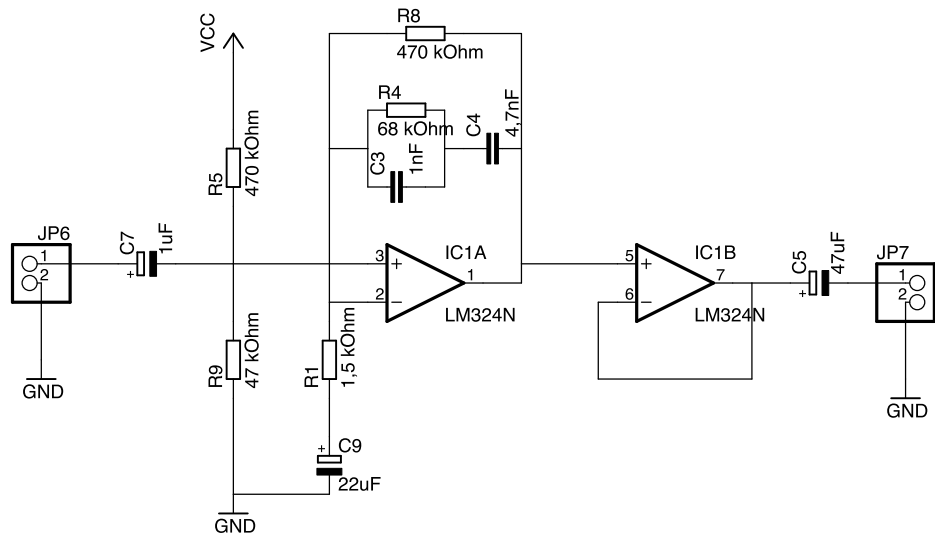 R8
470 kOhm
VCC
R4
68 kOhm
C4
4,7nF
C3
1nF
R5
470 kOhm
JP6
1
2
C7
1uF
+
3
+
2
−
1
IC1A
LM324N
5
+
6
−
7
IC1B
LM324N
C5
47uF
+
JP7
1
2
R9
47 kOhm
R1
1,5 kOhm
GND
GND
+
C9
22uF
GND